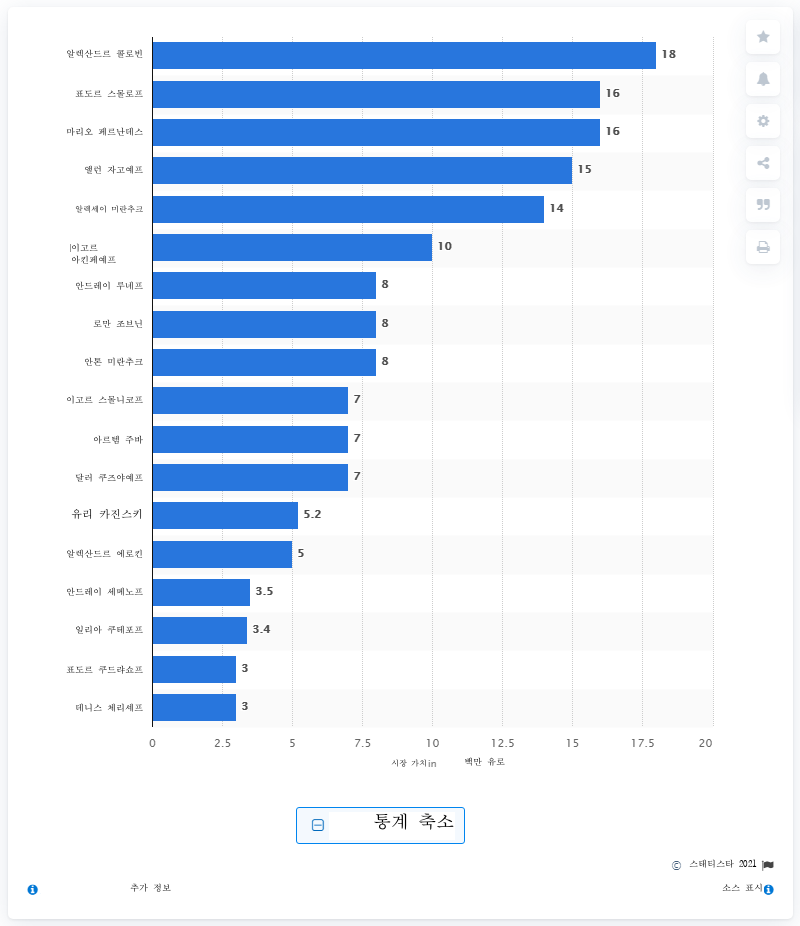 알렉산드르 콜로빈 18
표도르 스몰로프 16
마리오 페르난데스 16
앨런 자고예프 15
알렉세이 미란추크 14
이고르
아킨페예프 10
안드레이 루네프 8
로만 조브닌 8
안톤 미란추크 8
이고르 스몰니코프 7
아르템 주바 7
달러 쿠즈야예프 7
유리 카진스키 5.2
알렉산드르 에로킨 5
안드레이 세메노프 3.5
일리아 쿠테포프 3.4
표도르 쿠드랴쇼프 3
데니스 체리셰프 3
0 2.5 5 7.5 10 12.5 15 17.5 20
시장 가치in 백만 유로
통계 축소
© 스태티스타 2021
추가 정보 소스 표시